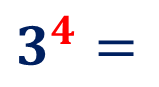 3⁴ =